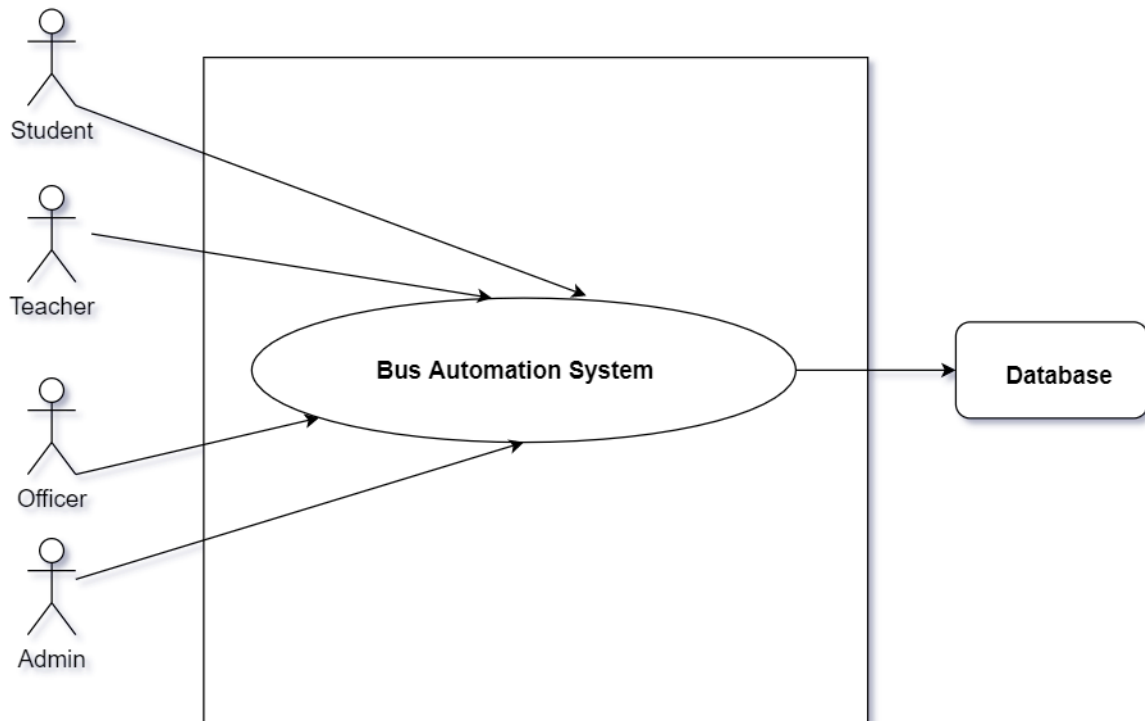 Student
Teacher
Bus Automation System
Database
Officer
Admin